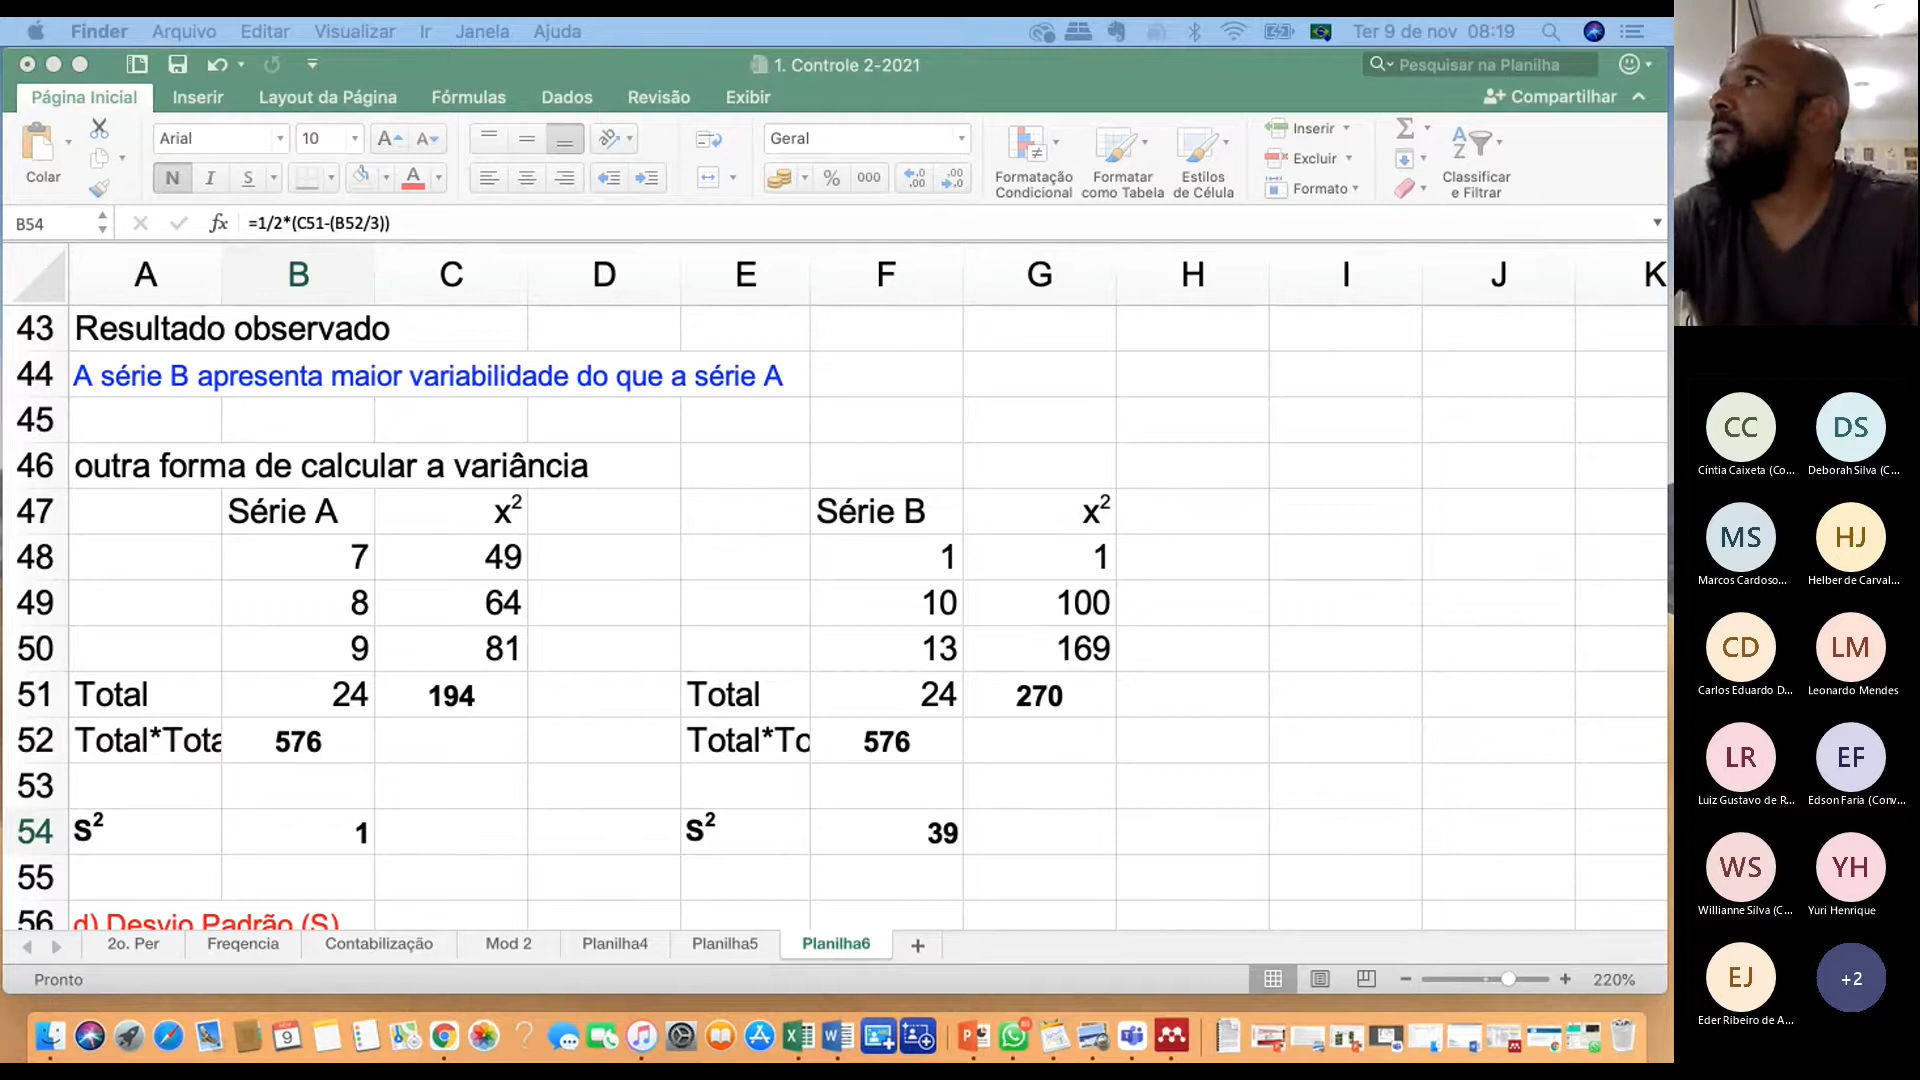 Finder Arquivo Editar Visualizar Ir Janela Ajuda Ter 9 de nov 08:19
1. Controle 2-2021 Pesquisar na Planilha
Página Inicial Inserir Layout da Página Fórmulas Dados Revisão Exibir Compartilhar
Arial 10 Geral Inserir
Excluir
Formato
N I S % 000
Colar
Formatação Condicional
Formatar como Tabela
Estilos de Célula
Classificar e Filtrar
B54 fx =1/2*(C51-(B52/3))
A B C D E F G H I J K
43 Resultado observado
44 A série B apresenta maior variabilidade do que a série A
45
46 outra forma de calcular a variância
47 Série A x² Série B x²
48 7 49 1 1
49 8 64 10 100
50 9 81 13 169
51 Total 24 194 Total 24 270
52 Total*Tota 576 Total*To 576
53
54 S² 1 S² 39
55
56 d) Desvio Padrão (S)
2o. Per Freqencia Contabilização Mod 2 Planilha4 Planilha5 Planilha6 +
Pronto 220%
CC DS
Cíntia Caixeta (Co... Deborah Silva (C...
MS HJ
Marcos Cardoso... Helber de Carval...
CD LM
Carlos Eduardo D... Leonardo Mendes
LR EF
Luiz Gustavo de R... Edson Faria (Conv...
WS YH
Willianne Silva (C... Yuri Henrique
EJ +2
Eder Ribeiro de A...